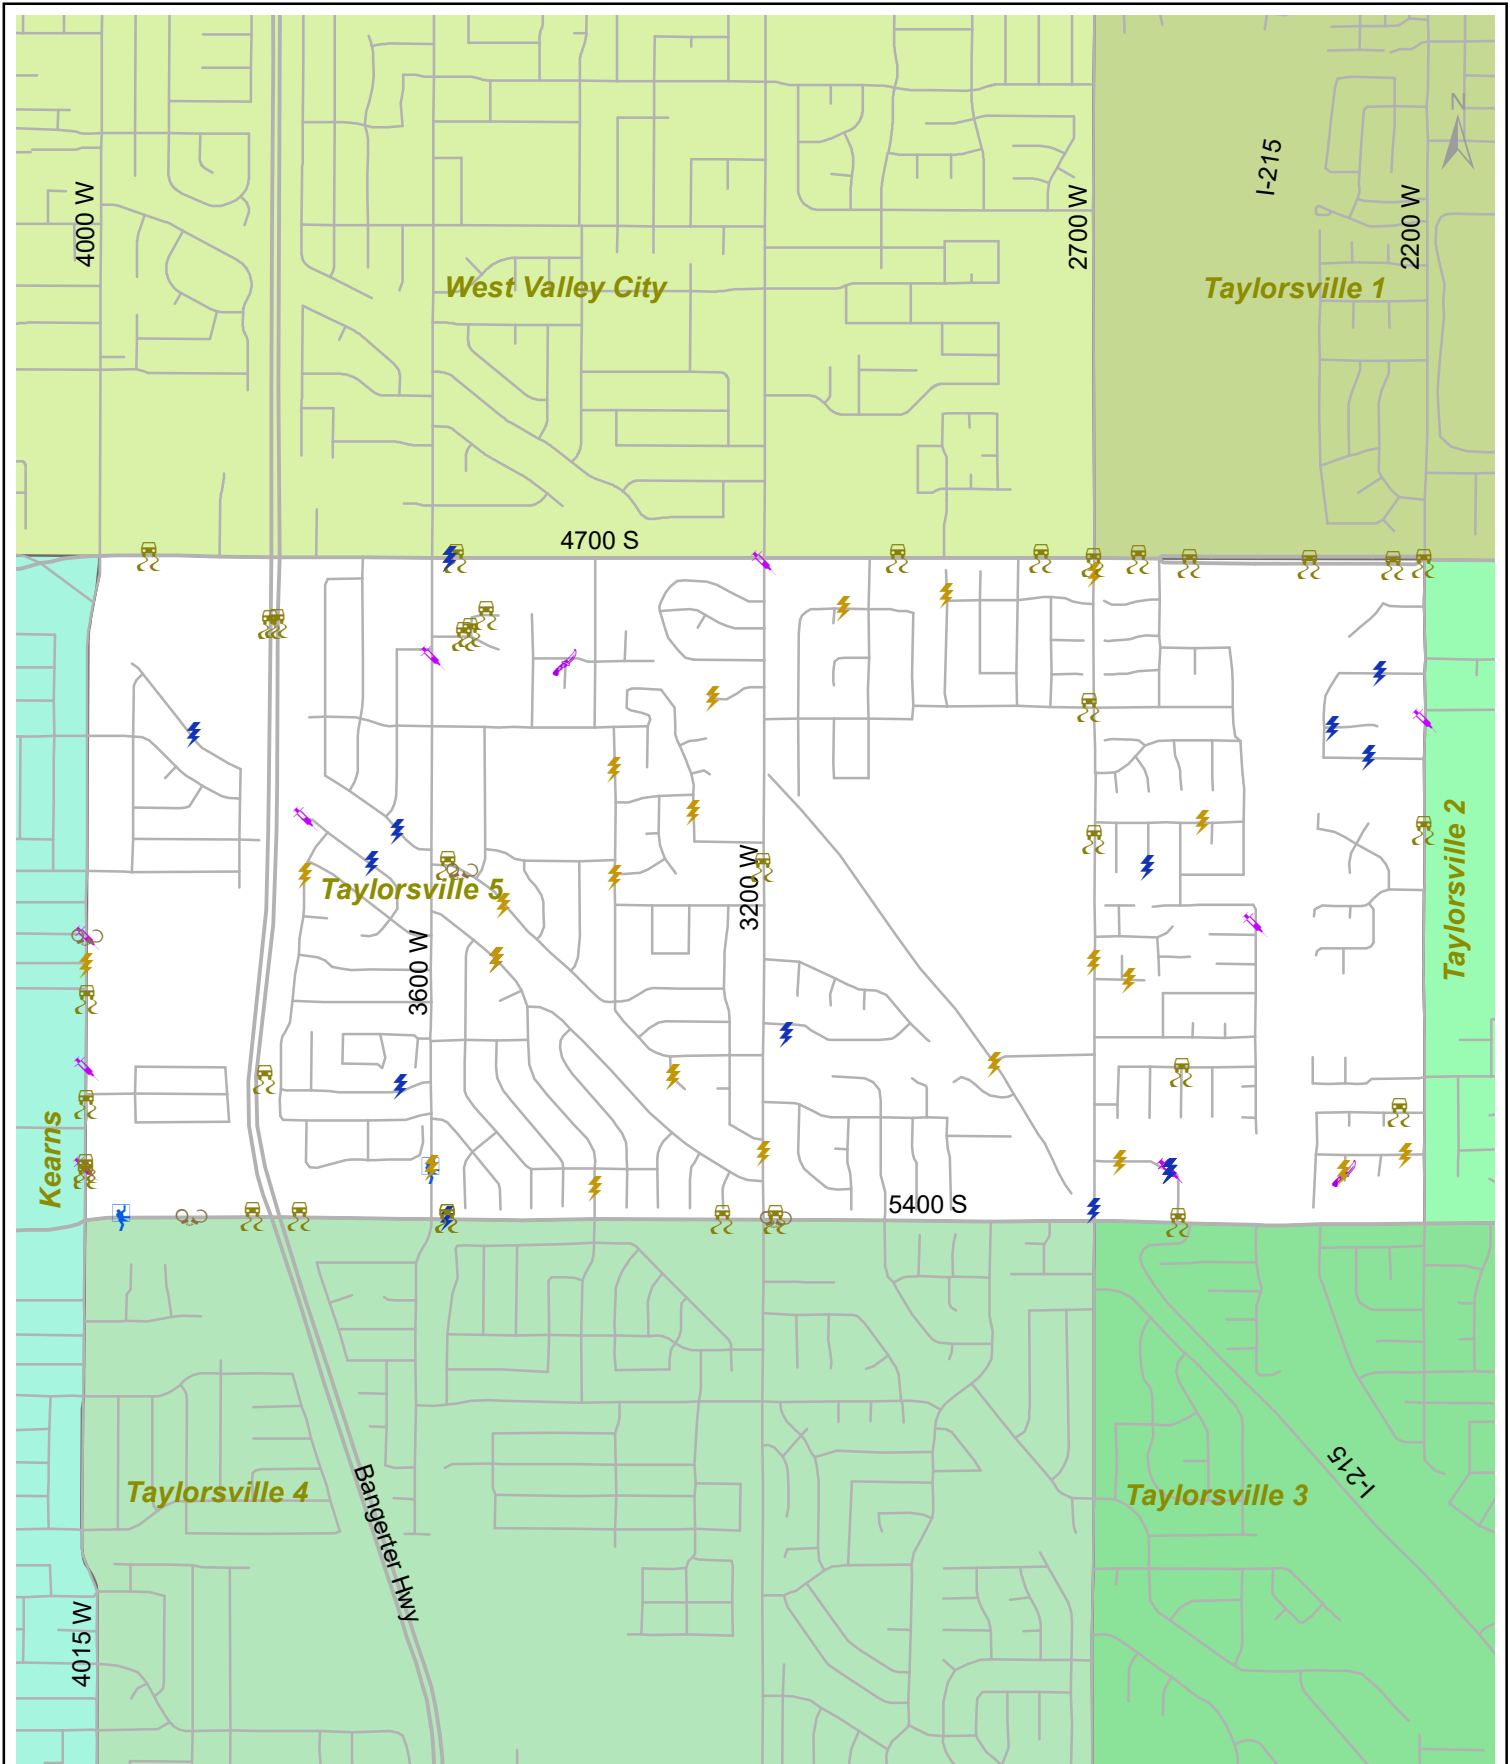 N
I-215
4000 W
2700 W
2200 W
West Valley City
Taylorsville 1
4700 S
Taylorsville 2
3200 W
Taylorsville 5
3600 W
Kearns
5400 S
I-215
Taylorsville 4
Taylorsville 3
Bangerter Hwy
4015 W